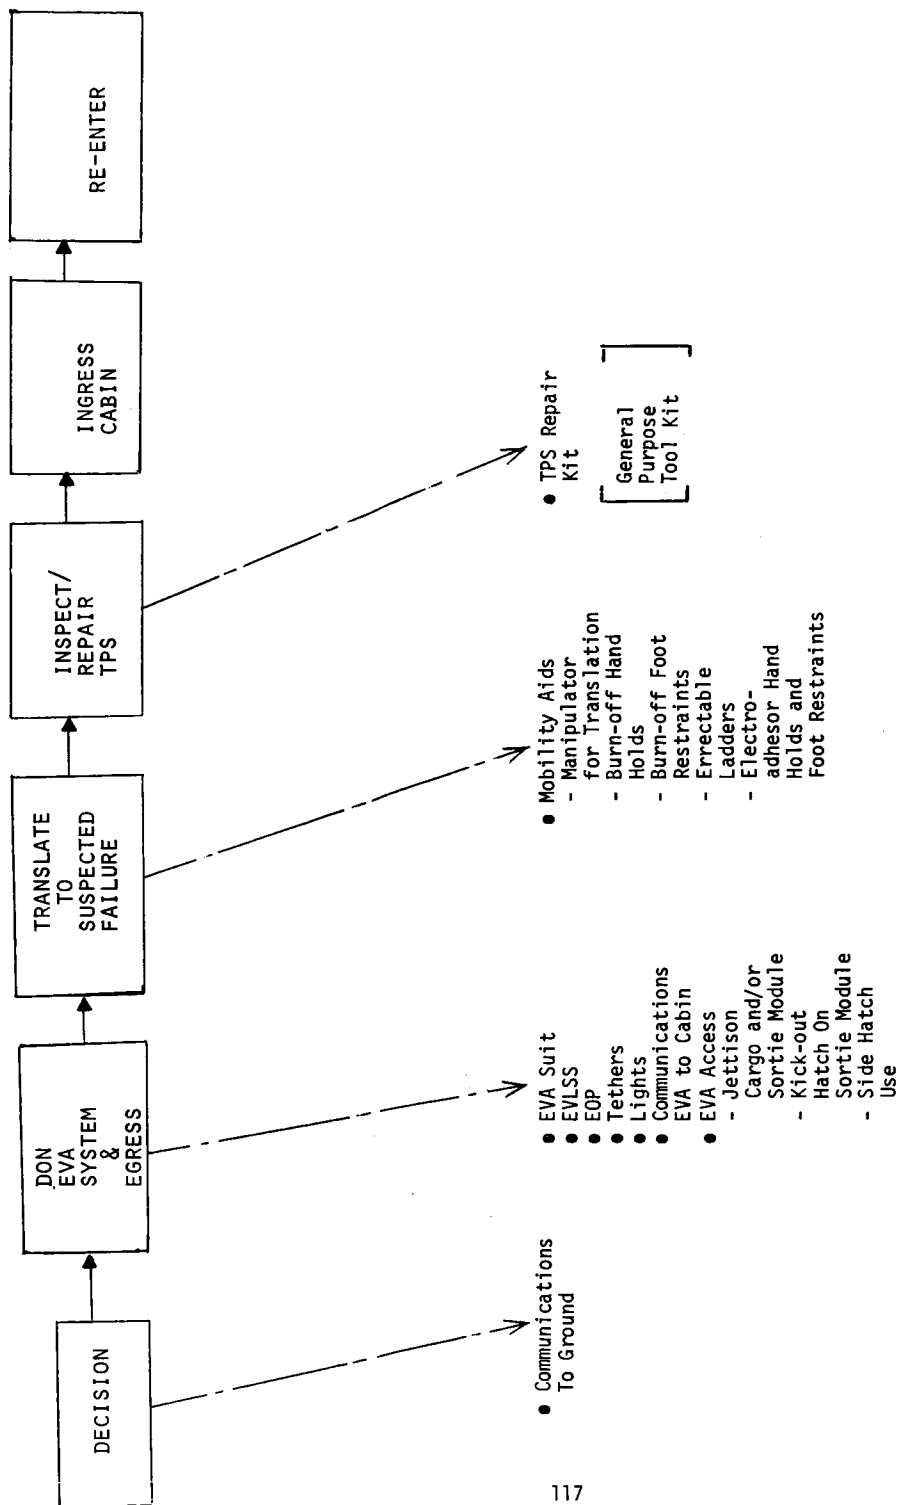 DECISION
DON
EVA
SYSTEM
&
EGRESS
TRANSLATE
TO
SUSPECTED
FAILURE
INSPECT/
REPAIR
TPS
INGRESS
CABIN
RE-ENTER
● Communications
To Ground
● EVA Suit
● EVLSS
● EOP
● Tethers
● Lights
● Communications
EVA to Cabin
● EVA Access
- Jettison
Cargo and/or
Sortie Module
- Kick-out
Hatch On
Sortie Module
- Side Hatch
Use
● Mobility Aids
- Manipulator
for Translation
- Burn-off Hand
Holds
- Burn-off Foot
Restraints
- Errectable
Ladders
- Electro-
adhesor Hand
Holds and
Foot Restraints
● TPS Repair
Kit
[General
Purpose
Tool Kit]
117